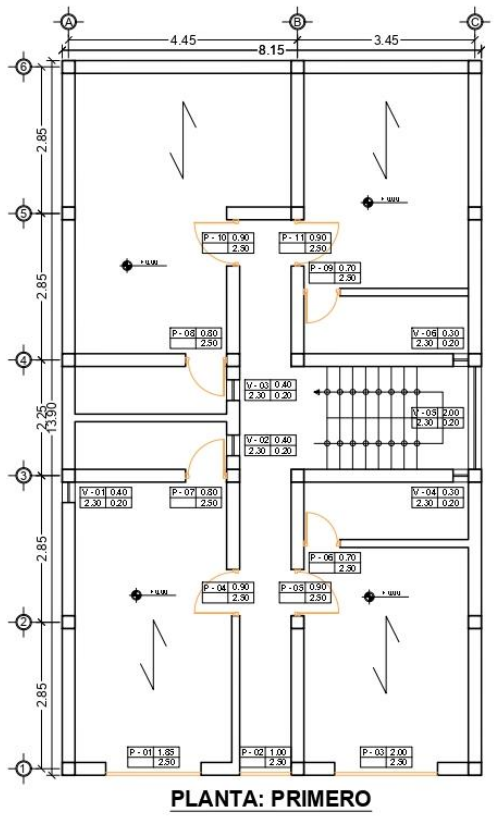 A B C
4.45 3.45
8.15
6
2.85
5
P - 10 0.90
2.50
P - 11 0.90
2.50
P - 09 0.70
2.50
2.85
P - 08 0.80
2.50
V - 06 0.30
2.30 0.20
4
V - 03 0.40
2.30 0.20
2.25
13.90
V - 05 2.00
2.30 0.20
V - 02 0.40
2.30 0.20
3
V - 01 0.40
2.30 0.20
P - 07 0.80
2.50
V - 04 0.30
2.30 0.20
2.85
P - 06 0.70
2.50
P - 04 0.90
2.50
P - 05 0.90
2.50
2
2.85
P - 01 1.85
2.50
P - 02 1.00
2.50
P - 03 2.00
2.50
1
PLANTA: PRIMERO